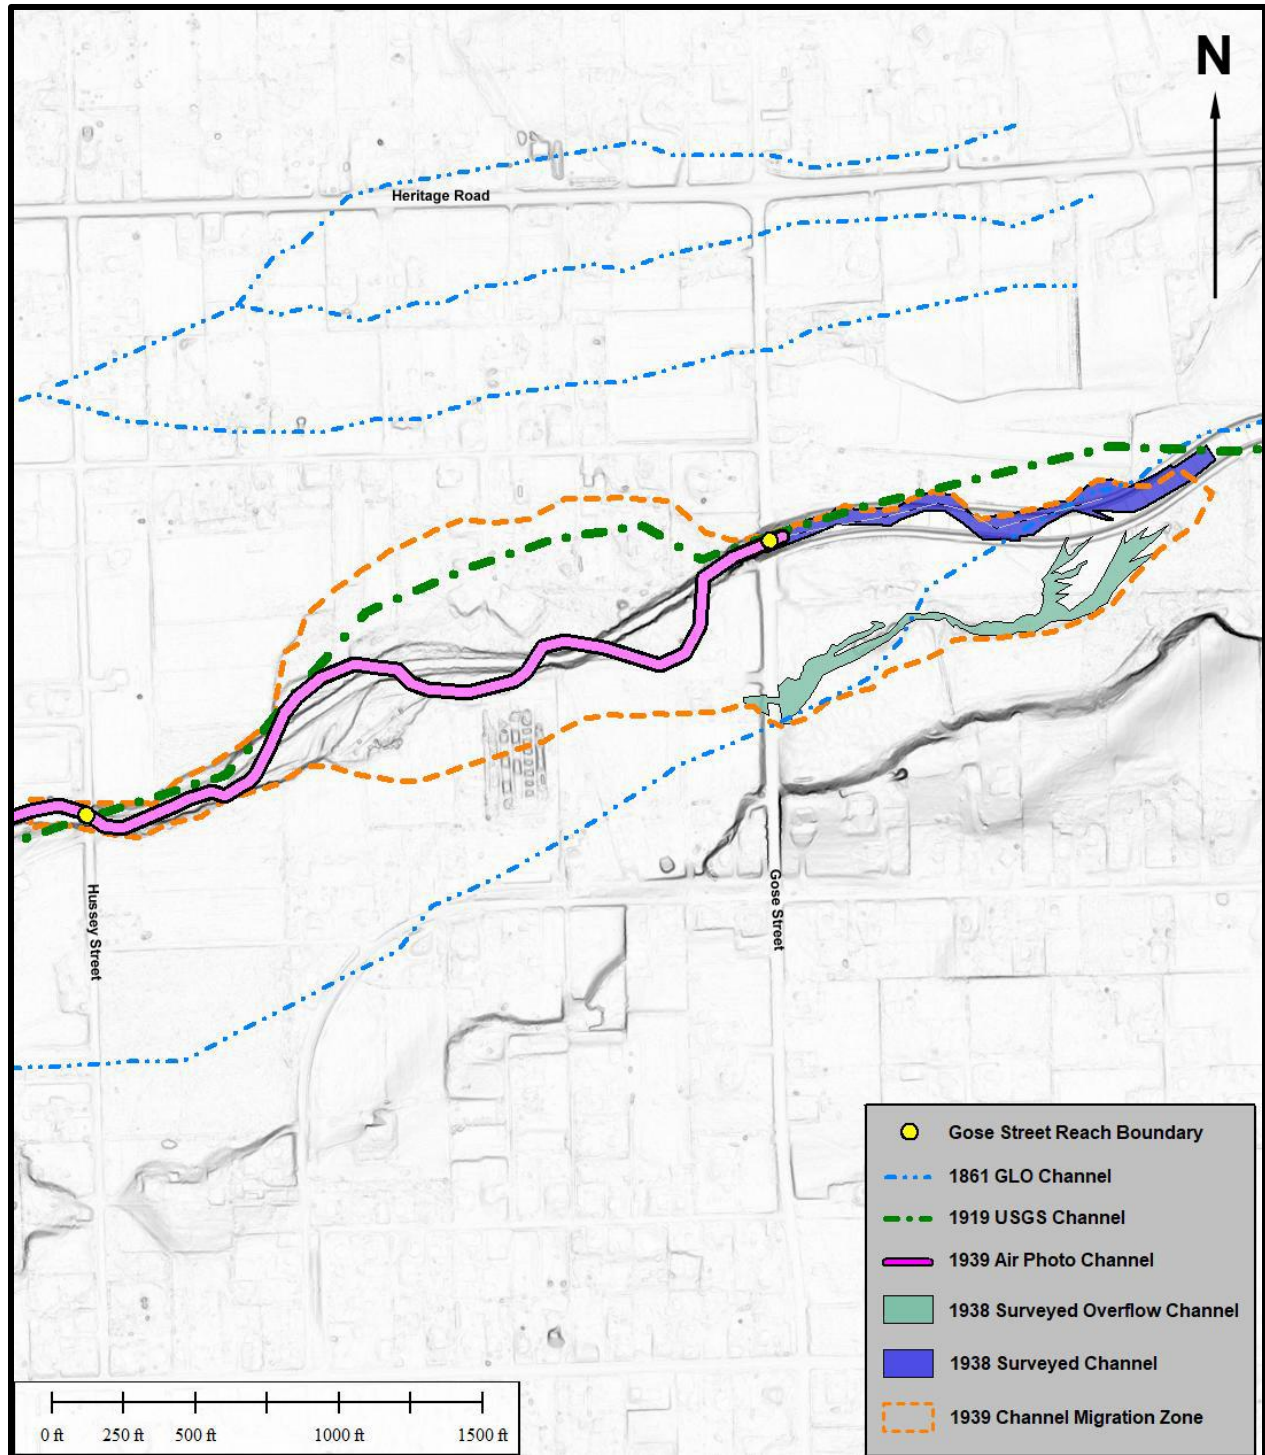 N
Heritage Road
Hussey Street
Gose Street
Gose Street Reach Boundary
1861 GLO Channel
1919 USGS Channel
1939 Air Photo Channel
1938 Surveyed Overflow Channel
1938 Surveyed Channel
1939 Channel Migration Zone
0 ft 250 ft 500 ft 1000 ft 1500 ft